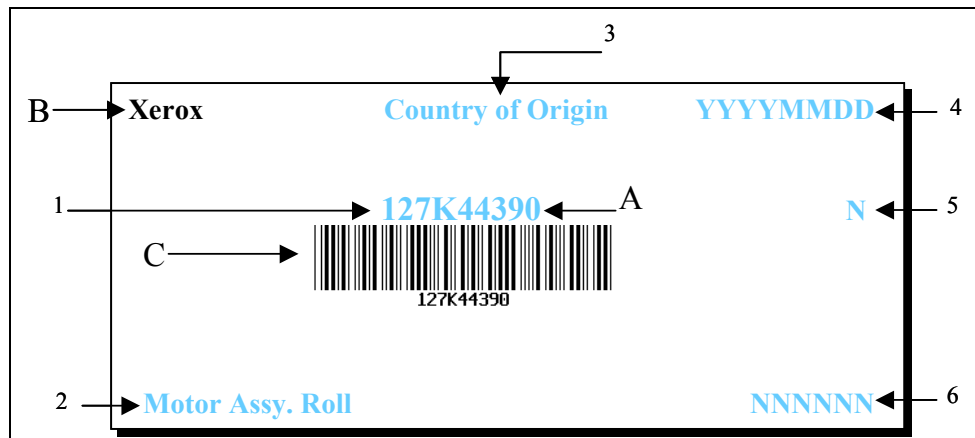 3
B Xerox Country of Origin YYYYMMDD 4
1 127K44390 A N 5
C
127K44390
2 Motor Assy. Roll NNNNNN 6